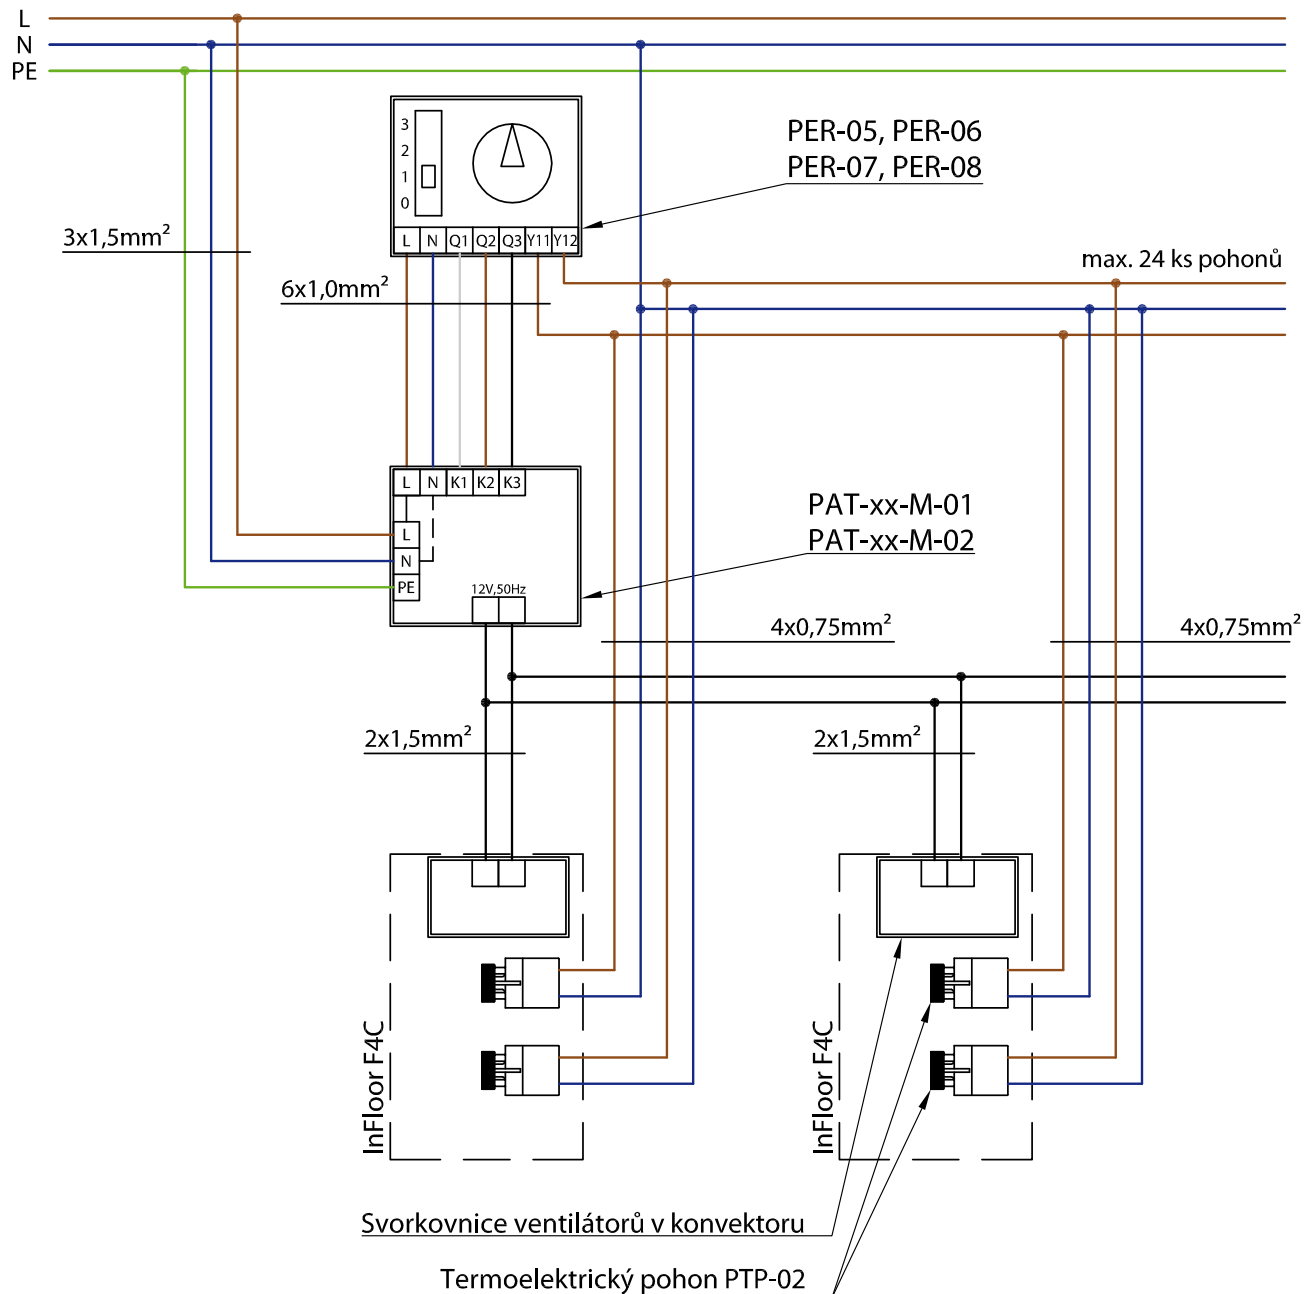 L
N
PE
PER-05, PER-06
PER-07, PER-08
3
2
1
0
L N Q1 Q2 Q3 Y11 Y12
3x1,5mm²
6x1,0mm²
max. 24 ks pohonů
L N K1 K2 K3
L
N
PE
12V,50Hz
PAT-xx-M-01
PAT-xx-M-02
4x0,75mm²
4x0,75mm²
2x1,5mm²
2x1,5mm²
InFloor F4C
InFloor F4C
Svorkovnice ventilátorů v konvektoru
Termoelektrický pohon PTP-02